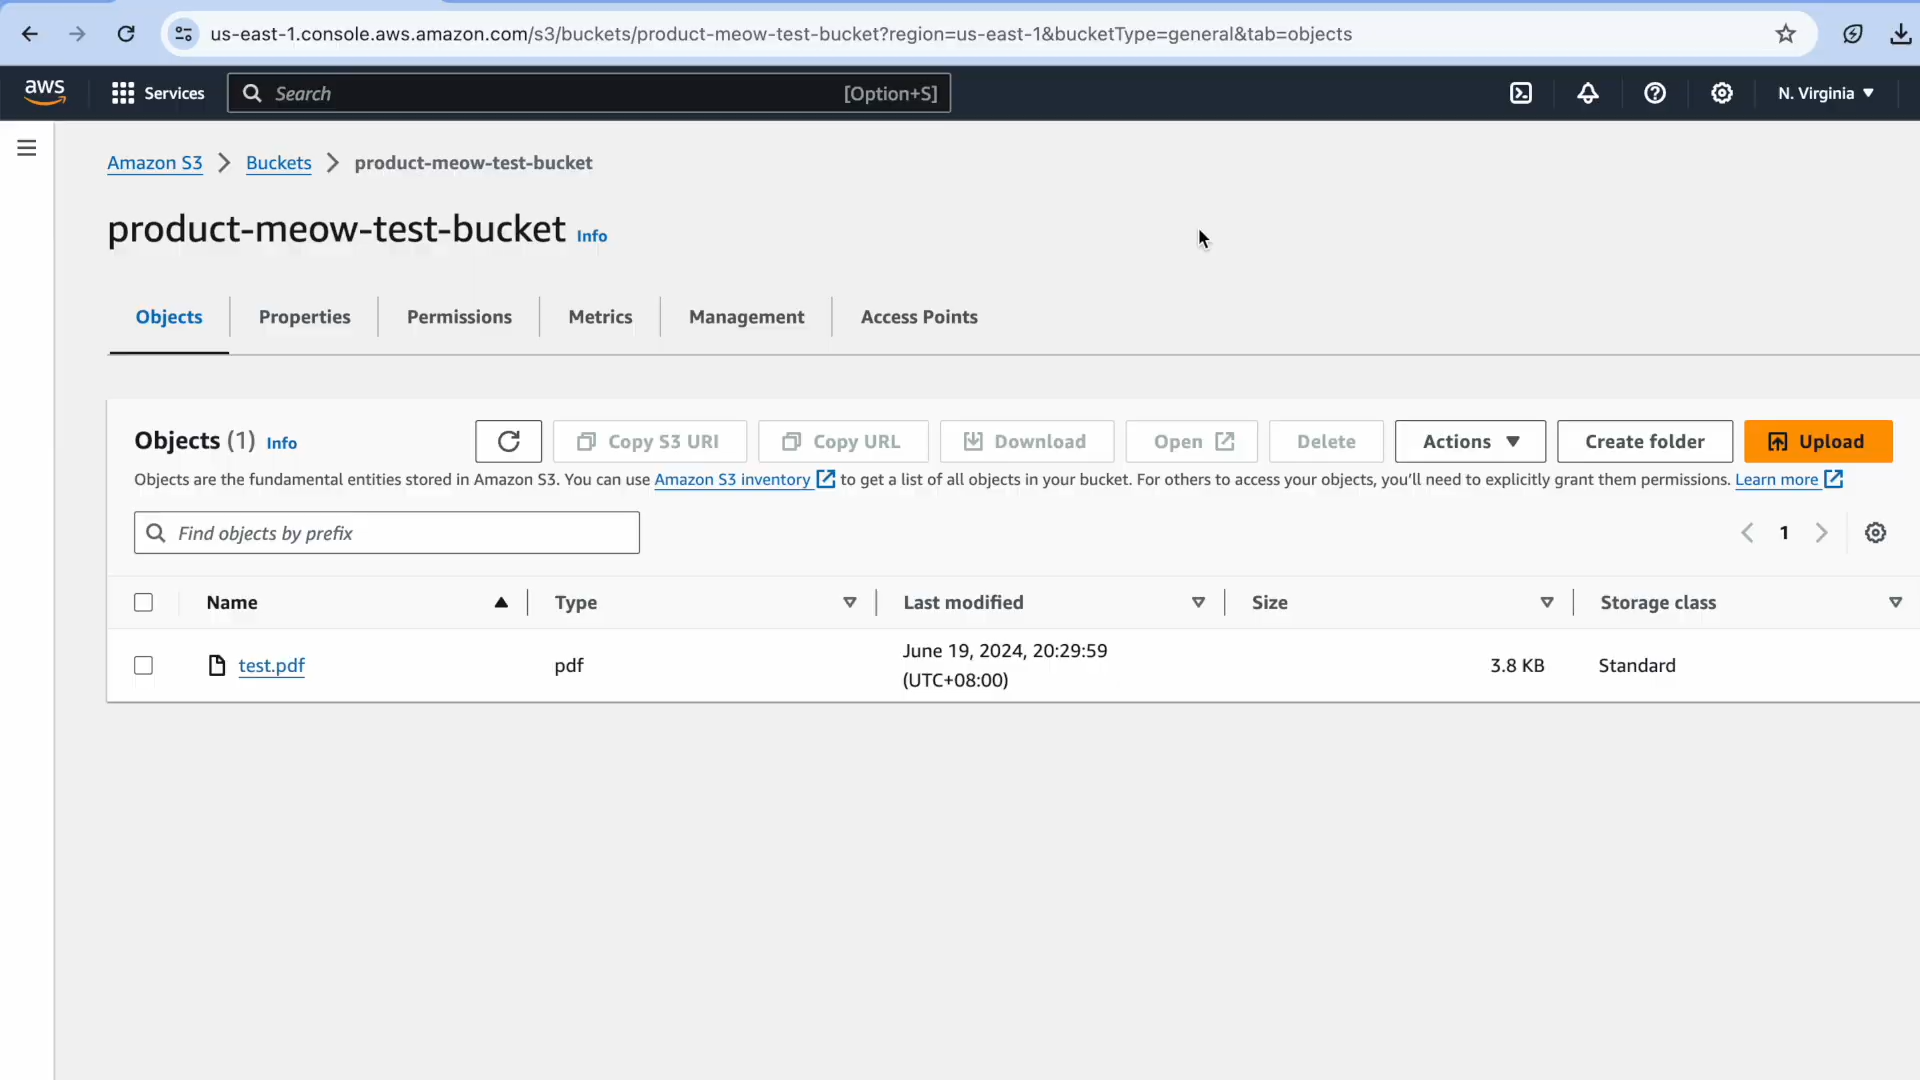 us-east-1.console.aws.amazon.com/s3/buckets/product-meow-test-bucket?region=us-east-1&bucketType=general&tab=objects
aws Services Search [Option+S] N. Virginia
Amazon S3 Buckets product-meow-test-bucket
product-meow-test-bucket Info
Objects Properties Permissions Metrics Management Access Points
Objects (1) Info Copy S3 URI Copy URL Download Open Delete Actions Create folder Upload
Objects are the fundamental entities stored in Amazon S3. You can use Amazon S3 inventory to get a list of all objects in your bucket. For others to access your objects, you'll need to explicitly grant them permissions. Learn more
Find objects by prefix 1
Name Type Last modified Size Storage class
test.pdf pdf June 19, 2024, 20:29:59 3.8 KB Standard
(UTC+08:00)